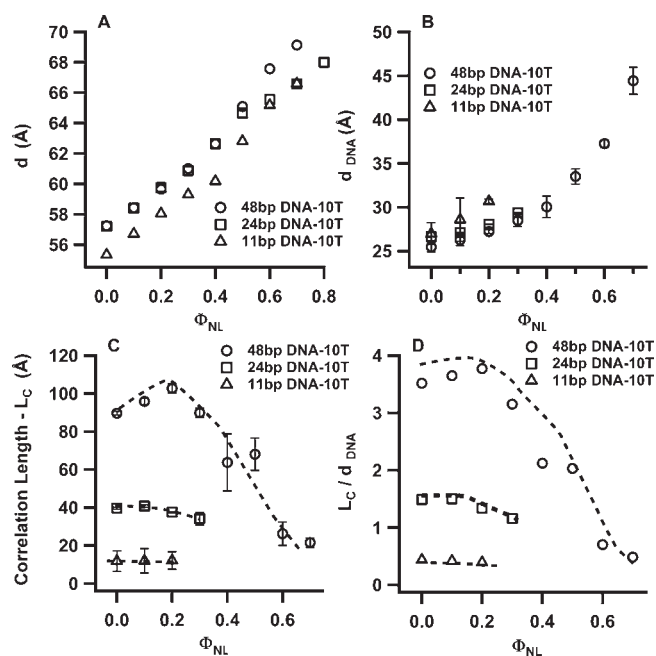 A
70
68
66
64
62
60
58
56
d (Å)
48bp DNA-10T
24bp DNA-10T
11bp DNA-10T
0.0 0.2 0.4 0.6 0.8
ΦNL
B
50
45
40
35
30
25
d DNA (Å)
48bp DNA-10T
24bp DNA-10T
11bp DNA-10T
0.0 0.2 0.4 0.6
ΦNL
C
120
100
80
60
40
20
0
Correlation Length - LC (Å)
48bp DNA-10T
24bp DNA-10T
11bp DNA-10T
0.0 0.2 0.4 0.6
ΦNL
D
4
3
2
1
0
LC / d DNA
48bp DNA-10T
24bp DNA-10T
11bp DNA-10T
0.0 0.2 0.4 0.6
ΦNL